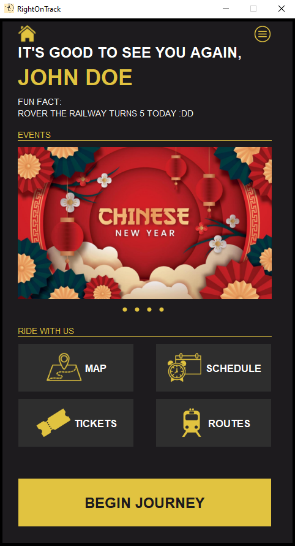 RightOnTrack
IT'S GOOD TO SEE YOU AGAIN,
JOHN DOE
FUN FACT:
ROVER THE RAILWAY TURNS 5 TODAY :DD
EVENTS
CHINESE
NEW YEAR
RIDE WITH US
MAP
SCHEDULE
TICKETS
ROUTES
BEGIN JOURNEY